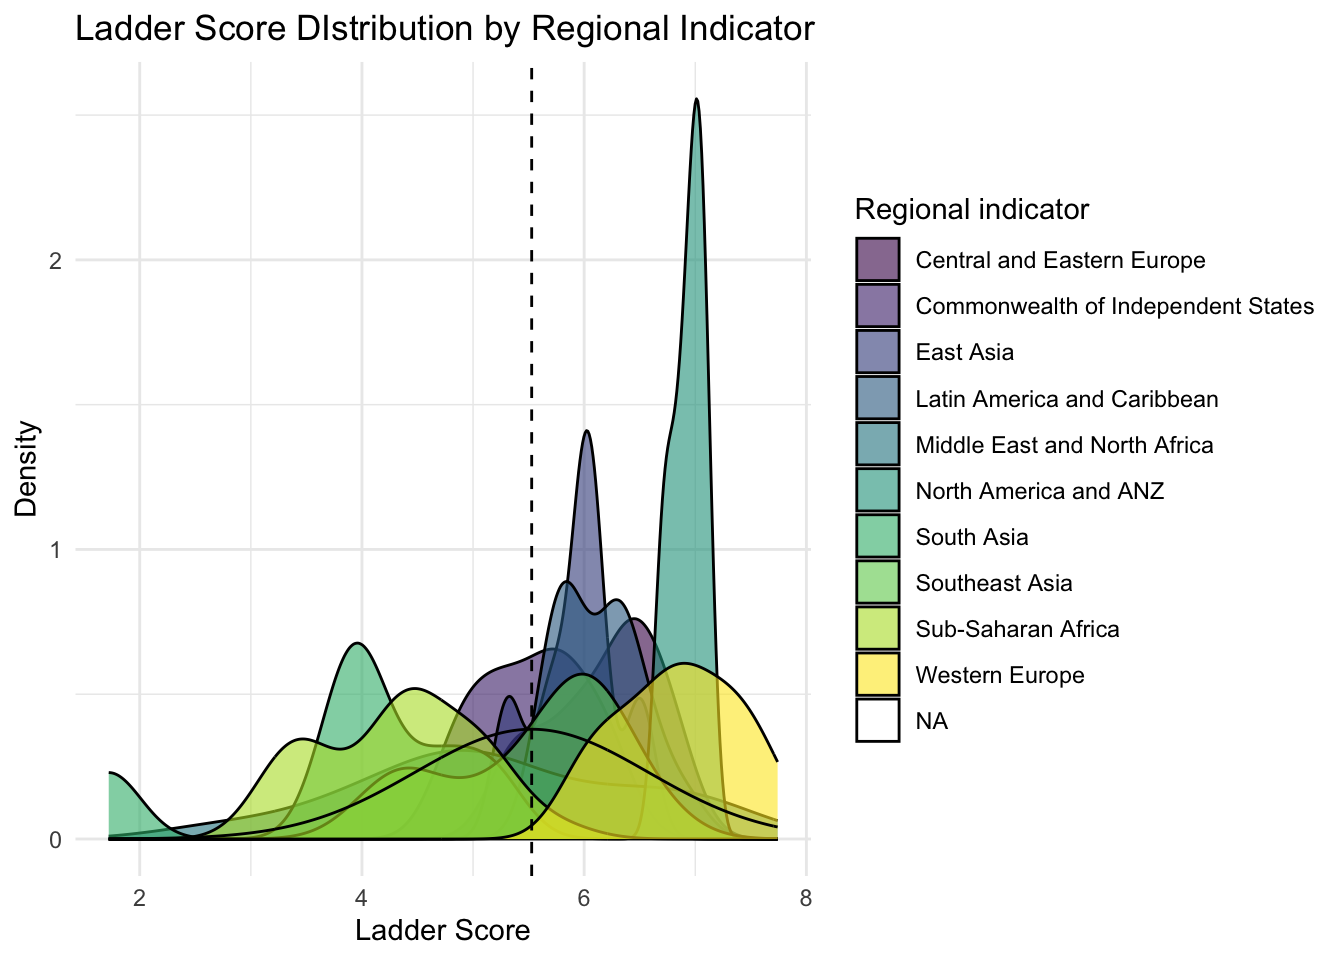 Ladder Score DIstribution by Regional Indicator
Density
2
1
0
2 4 6 8
Ladder Score
Regional indicator
Central and Eastern Europe
Commonwealth of Independent States
East Asia
Latin America and Caribbean
Middle East and North Africa
North America and ANZ
South Asia
Southeast Asia
Sub-Saharan Africa
Western Europe
NA